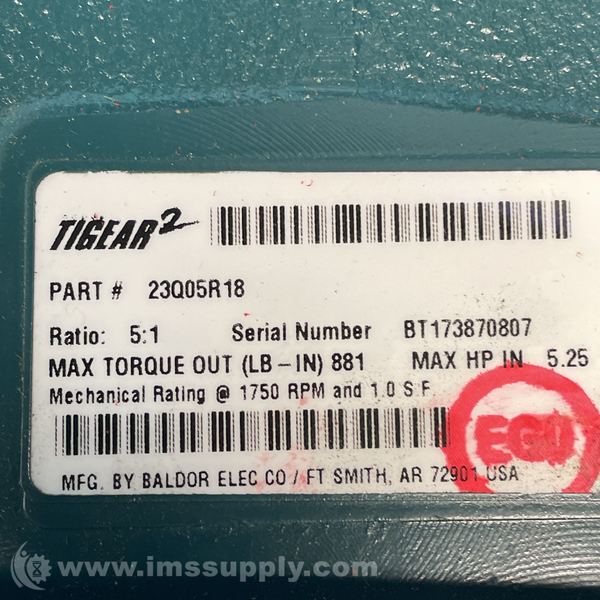 TIGEAR2
PART # 23Q05R18
Ratio: 5:1 Serial Number BT173870807
MAX TORQUE OUT (LB-IN) 881 MAX HP IN 5.25
Mechanical Rating @ 1750 RPM and 1.0 S.F.
EGJ
MFG. BY BALDOR ELEC CO / FT SMITH, AR 72901 USA
www.imssupply.com